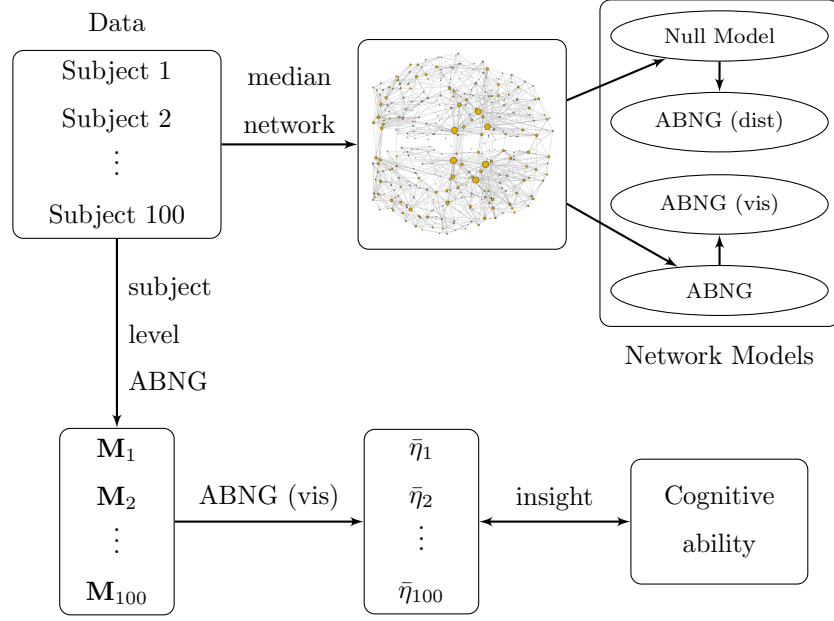 Data
Subject 1
Subject 2
⋮
Subject 100
median
network
Null Model
ABNG (dist)
ABNG (vis)
ABNG
Network Models
subject
level
ABNG
M₁
M₂
⋮
M₁₀₀
ABNG (vis)
η̄₁
η̄₂
⋮
η̄₁₀₀
insight
Cognitive
ability